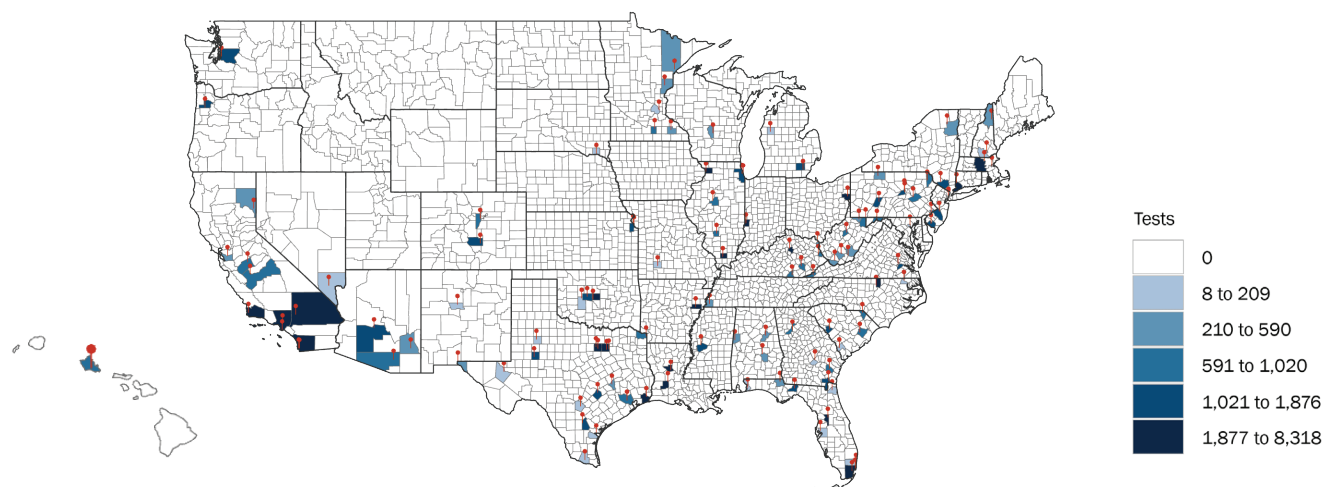 Tests
0
8 to 209
210 to 590
591 to 1,020
1,021 to 1,876
1,877 to 8,318